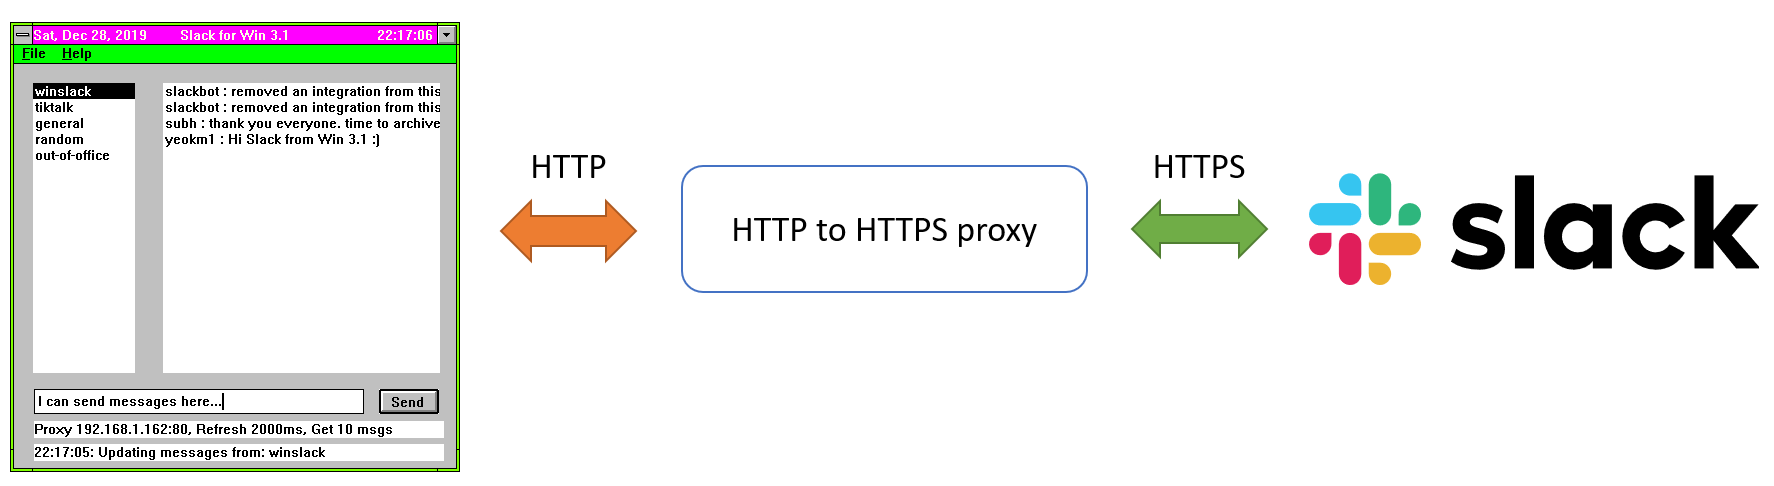 Sat, Dec 28, 2019 Slack for Win 3.1 22:17:06
File Help
winslack
tiktalk
general
random
out-of-office
slackbot : removed an integration from this
slackbot : removed an integration from this
subh : thank you everyone. time to archive
yeokm1 : Hi Slack from Win 3.1 :)
I can send messages here...
Send
Proxy 192.168.1.162:80, Refresh 2000ms, Get 10 msgs
22:17:05: Updating messages from: winslack
HTTP
HTTP to HTTPS proxy
HTTPS
slack